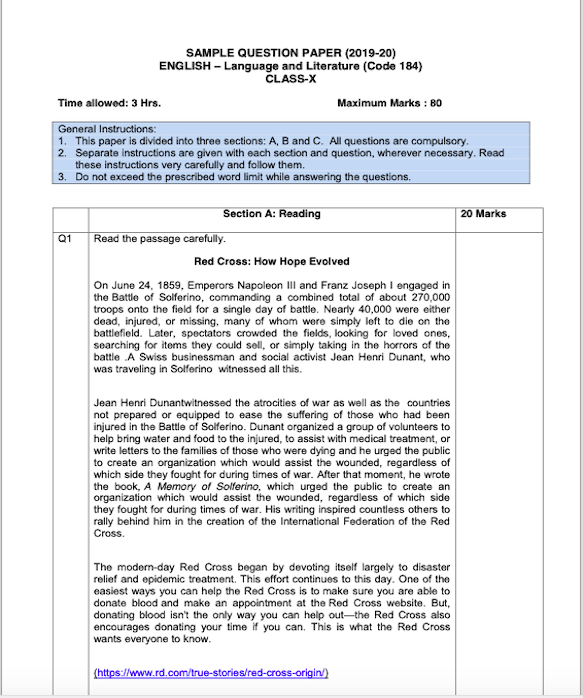 SAMPLE QUESTION PAPER (2019-20)
ENGLISH – Language and Literature (Code 184)
CLASS-X
Time allowed: 3 Hrs. Maximum Marks : 80
General Instructions:
1. This paper is divided into three sections: A, B and C. All questions are compulsory.
2. Separate instructions are given with each section and question, wherever necessary. Read
these instructions very carefully and follow them.
3. Do not exceed the prescribed word limit while answering the questions.
Section A: Reading 20 Marks
Q1 Read the passage carefully.
Red Cross: How Hope Evolved
On June 24, 1859, Emperors Napoleon III and Franz Joseph I engaged in
the Battle of Solferino, commanding a combined total of about 270,000
troops onto the field for a single day of battle. Nearly 40,000 were either
dead, injured, or missing, many of whom were simply left to die on the
battlefield. Later, spectators crowded the fields, looking for loved ones,
searching for items they could sell, or simply taking in the horrors of the
battle .A Swiss businessman and social activist Jean Henri Dunant, who
was traveling in Solferino witnessed all this.
Jean Henri Dunantwitnessed the atrocities of war as well as the countries
not prepared or equipped to ease the suffering of those who had been
injured in the Battle of Solferino. Dunant organized a group of volunteers to
help bring water and food to the injured, to assist with medical treatment, or
write letters to the families of those who were dying and he urged the public
to create an organization which would assist the wounded, regardless of
which side they fought for during times of war. After that moment, he wrote
the book, A Memory of Solferino, which urged the public to create an
organization which would assist the wounded, regardless of which side
they fought for during times of war. His writing inspired countless others to
rally behind him in the creation of the International Federation of the Red
Cross.
The modern-day Red Cross began by devoting itself largely to disaster
relief and epidemic treatment. This effort continues to this day. One of the
easiest ways you can help the Red Cross is to make sure you are able to
donate blood and make an appointment at the Red Cross website. But,
donating blood isn't the only way you can help out—the Red Cross also
encourages donating your time if you can. This is what the Red Cross
wants everyone to know.
(https://www.rd.com/true-stories/red-cross-origin/)